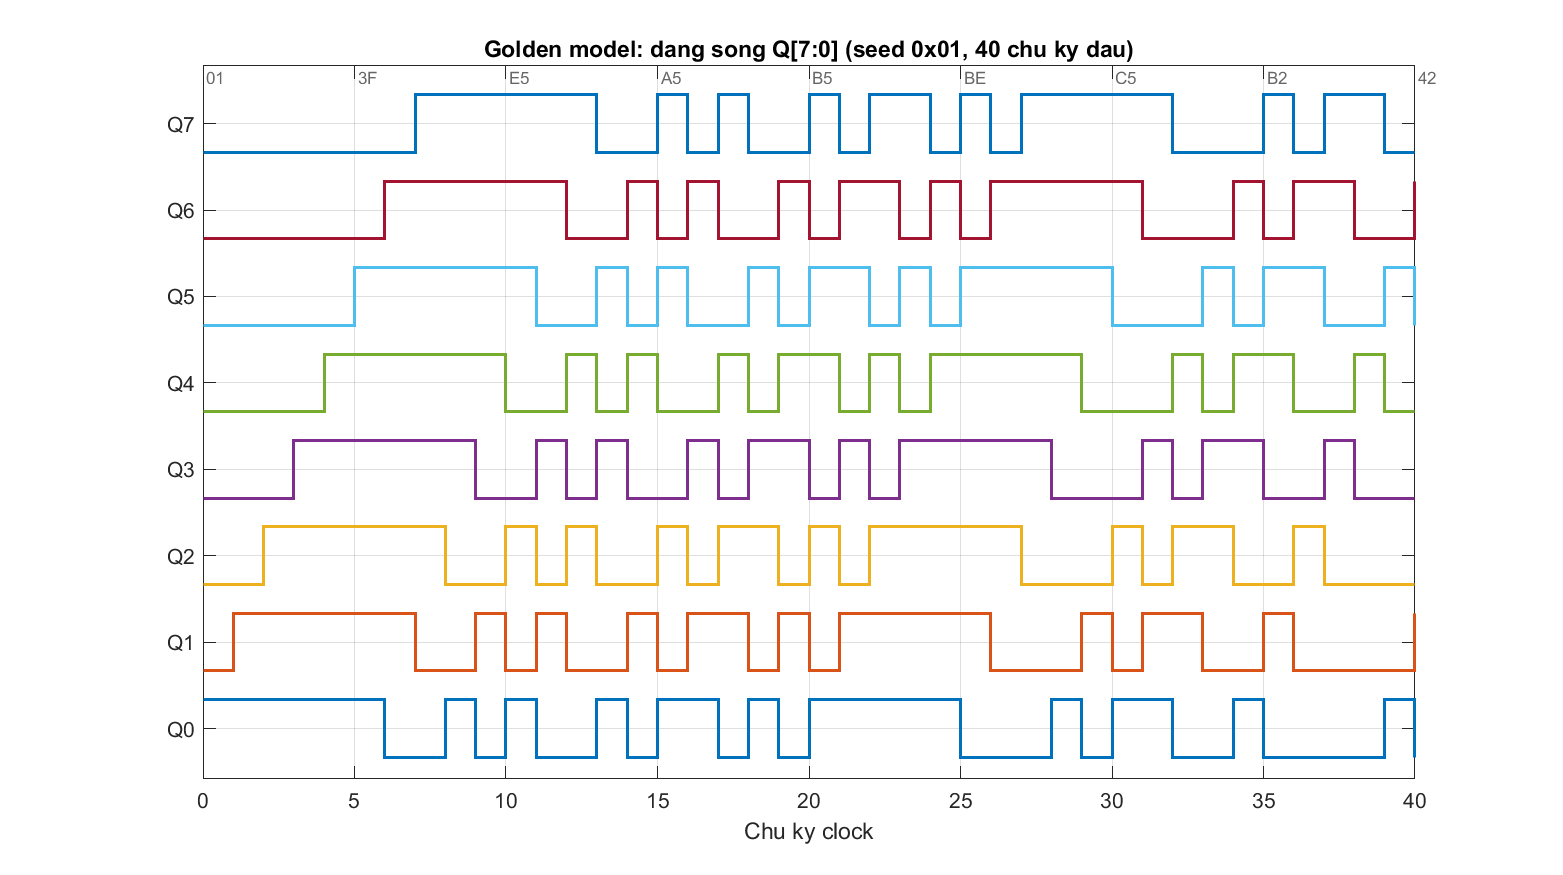 Golden model: dang song Q[7:0] (seed 0x01, 40 chu ky dau)
01 3F E5 A5 B5 BE C5 B2 42
Q7
Q6
Q5
Q4
Q3
Q2
Q1
Q0
0 5 10 15 20 25 30 35 40
Chu ky clock